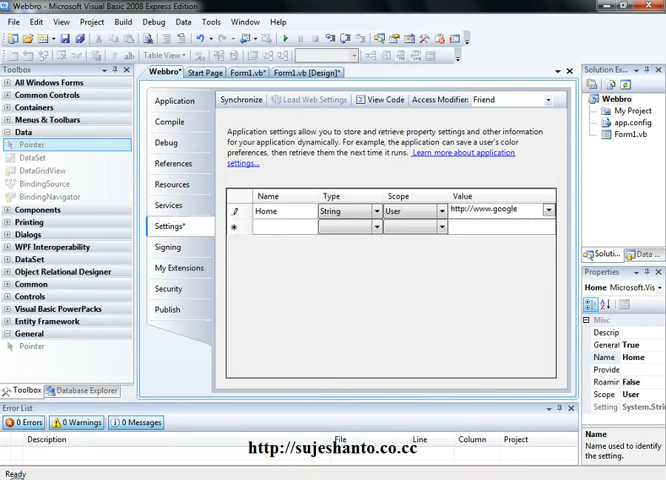 Webbro - Microsoft Visual Basic 2008 Express Edition
File Edit View Project Build Debug Data Tools Window Help
Table View
Toolbox
All Windows Forms
Common Controls
Containers
Menus & Toolbars
Data
Pointer
DataSet
DataGridView
BindingSource
BindingNavigator
Components
Printing
Dialogs
WPF Interoperability
DataSet
Object Relational Designer
Common
Controls
Visual Basic PowerPacks
Entity Framework
General
Pointer
Toolbox Database Explorer
Webbro* Start Page Form1.vb* Form1.vb [Design]*
Application
Compile
Debug
References
Resources
Services
Settings*
Signing
My Extensions
Security
Publish
Synchronize Load Web Settings View Code Access Modifier: Friend
Application settings allow you to store and retrieve property settings and other information
for your application dynamically. For example, the application can save a user's color
preferences, then retrieve them the next time it runs. Learn more about application
settings...
Name Type Scope Value
Home String User http://www.google
Solution Ex...
Webbro
My Project
app.config
Form1.vb
Soluti... Data ...
Properties
Home Microsoft.Vis
Misc
Descrip
General True
Name Home
Provide
Roamin False
Scope User
Setting System.Strin
Name
Name used to identify
the setting.
Error List
0 Errors 0 Warnings 0 Messages
Description File Line Column Project
http://sujeshanto.co.cc
Ready